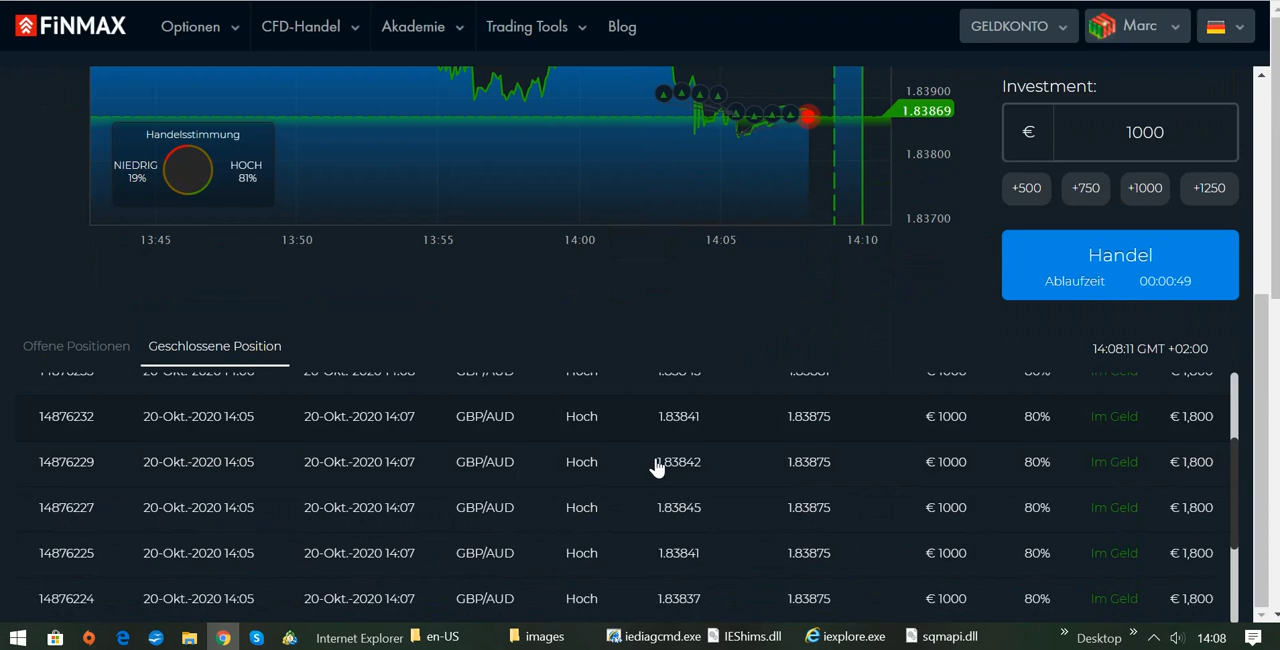 FiNMAX Optionen CFD-Handel Akademie Trading Tools Blog GELDKONTO Marc
Investment:
1.83900
1.83869
1.83800
1.83700
€ 1000
+500 +750 +1000 +1250
Handelsstimmung
NIEDRIG 19% HOCH 81%
13:45 13:50 13:55 14:00 14:05 14:10
Handel
Ablaufzeit 00:00:49
Offene Positionen Geschlossene Position 14:08:11 GMT +02:00
14876232 20-Okt.-2020 14:05 20-Okt.-2020 14:07 GBP/AUD Hoch 1.83841 1.83875 € 1000 80% Im Geld € 1,800
14876229 20-Okt.-2020 14:05 20-Okt.-2020 14:07 GBP/AUD Hoch 1.83842 1.83875 € 1000 80% Im Geld € 1,800
14876227 20-Okt.-2020 14:05 20-Okt.-2020 14:07 GBP/AUD Hoch 1.83845 1.83875 € 1000 80% Im Geld € 1,800
14876225 20-Okt.-2020 14:05 20-Okt.-2020 14:07 GBP/AUD Hoch 1.83841 1.83875 € 1000 80% Im Geld € 1,800
14876224 20-Okt.-2020 14:05 20-Okt.-2020 14:07 GBP/AUD Hoch 1.83837 1.83875 € 1000 80% Im Geld € 1,800
Internet Explorer en-US images iediagcmd.exe IEShims.dll iexplore.exe sqmapi.dll » Desktop » 14:08